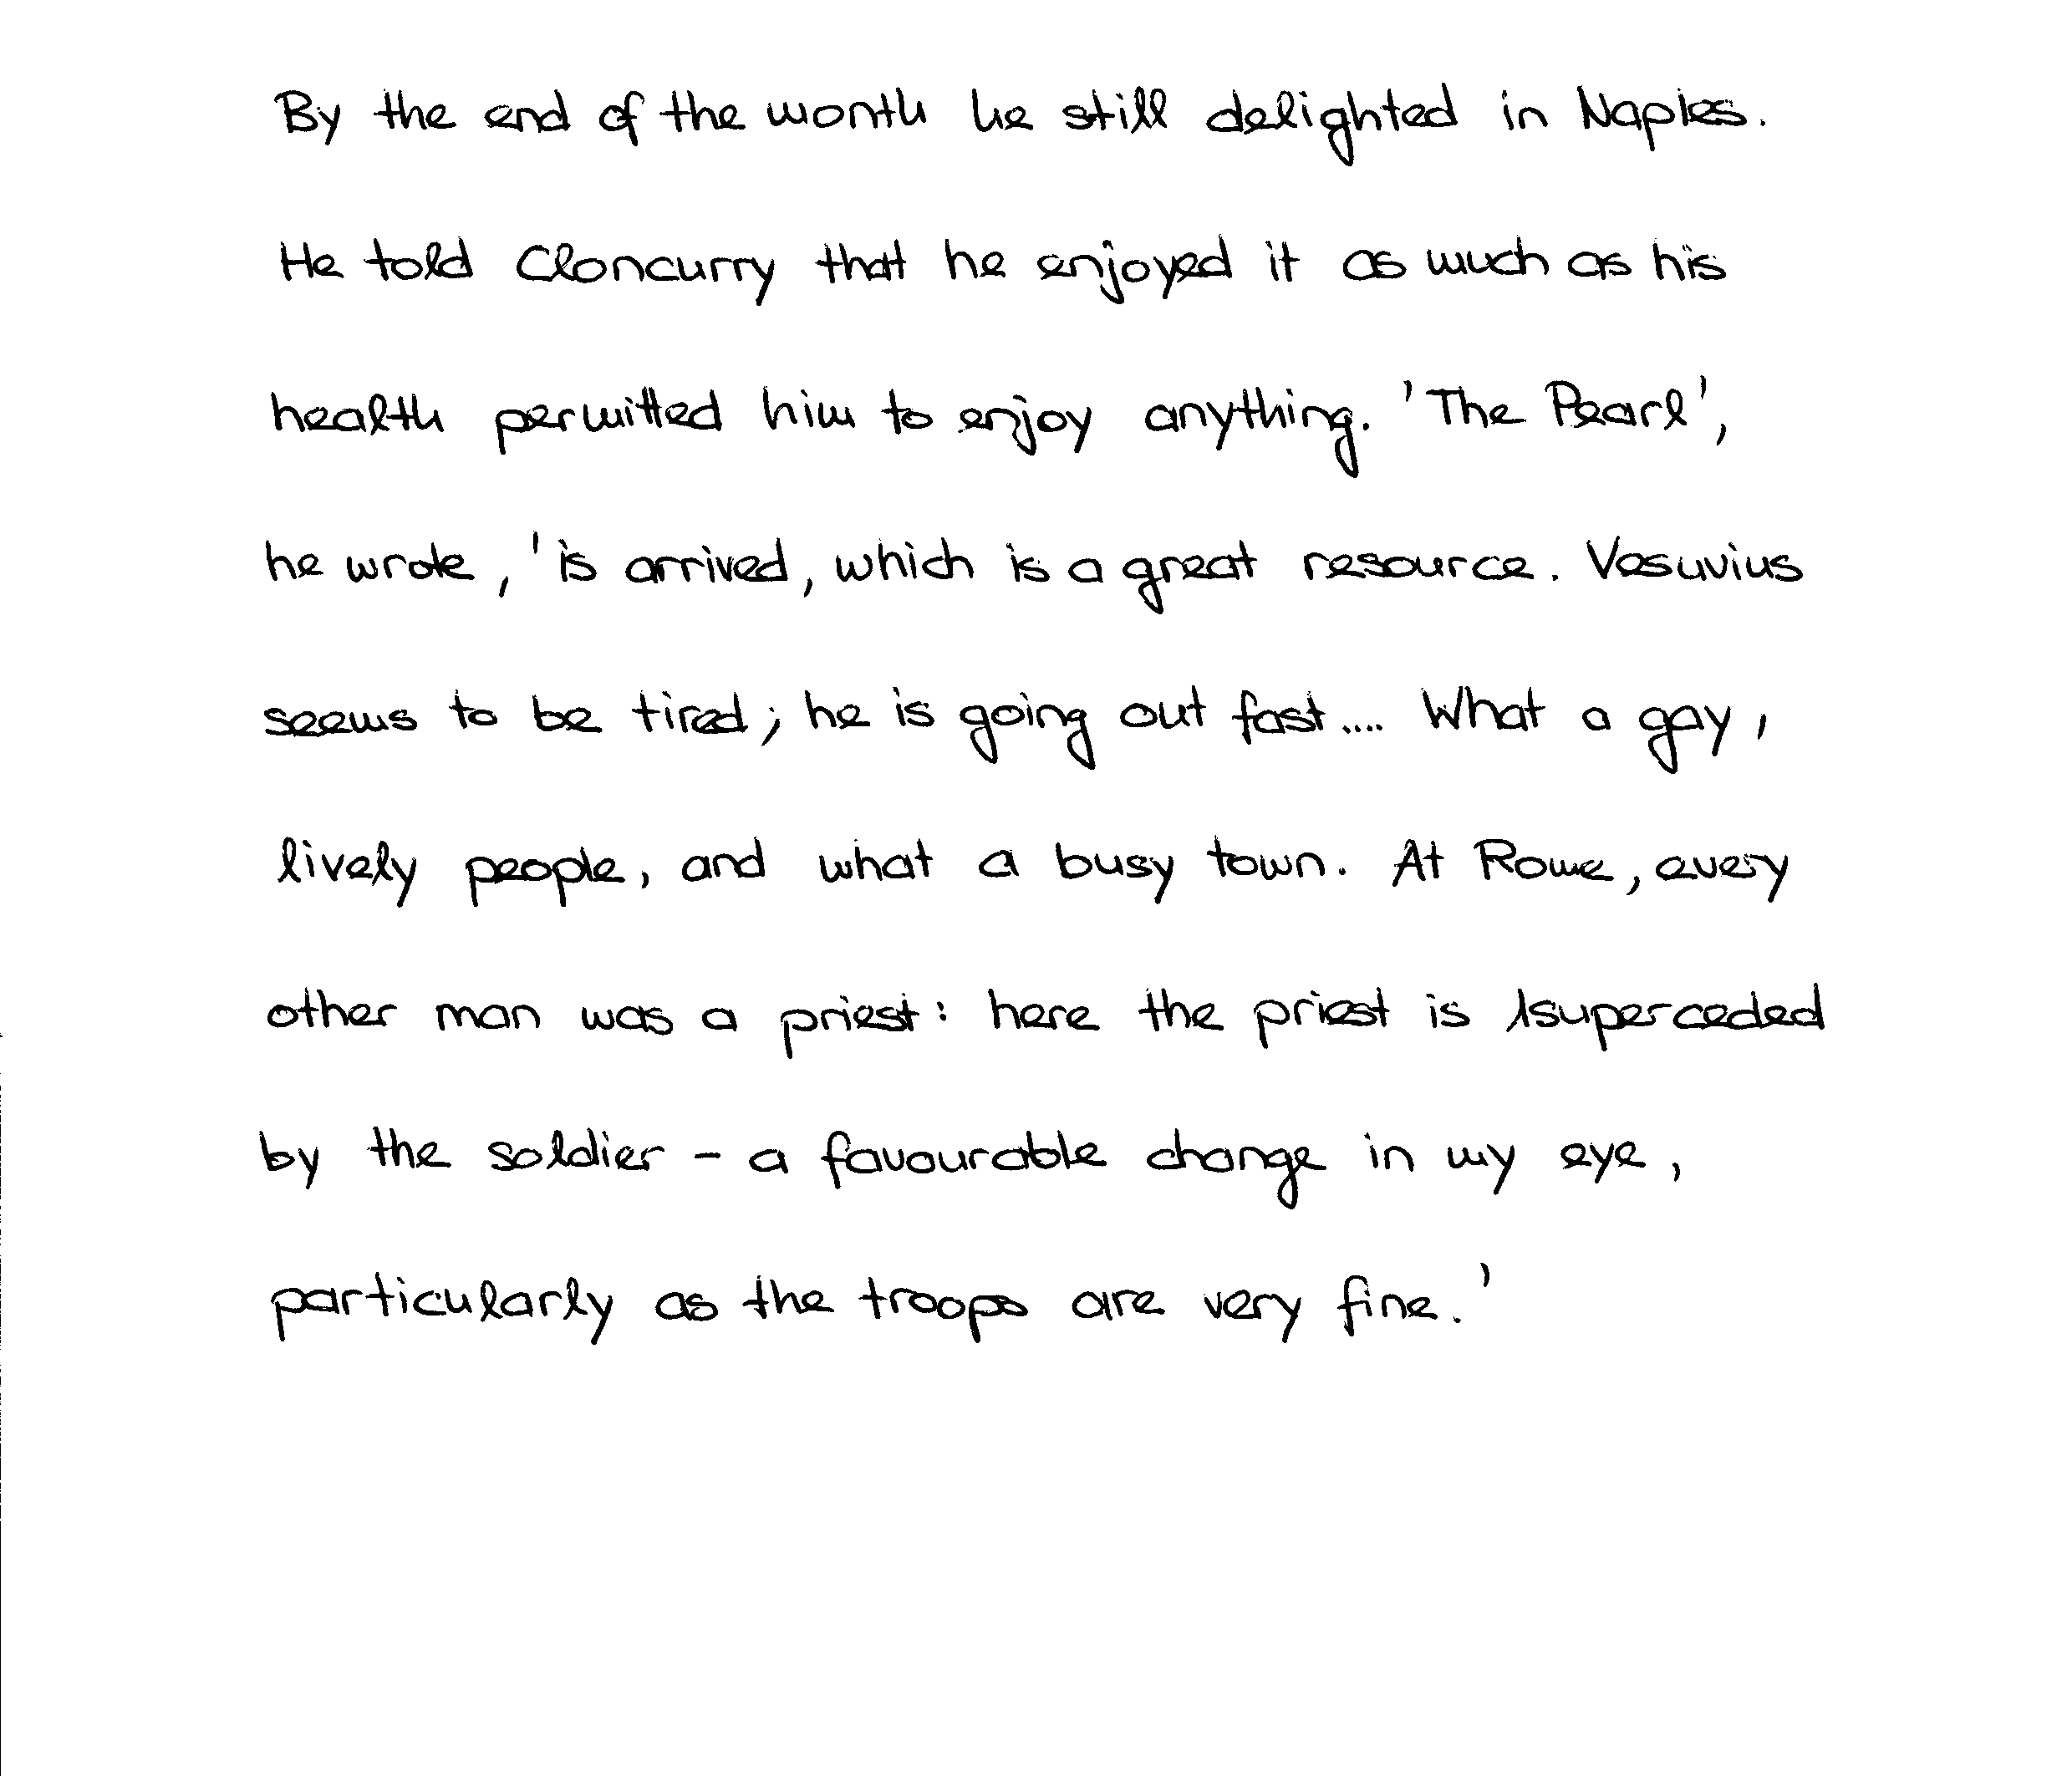 By the end of the month he still delighted in Naples.
He told Cloncurry that he enjoyed it as much as his
health permitted him to enjoy anything. 'The Pearl',
he wrote, 'is arrived, which is a great resource. Vesuvius
seems to be tired; he is going out fast.... What a gay,
lively people, and what a busy town. At Rome, every
other man was a priest: here the priest is superceded
by the soldier - a favourable change in my eye,
particularly as the troops are very fine.'